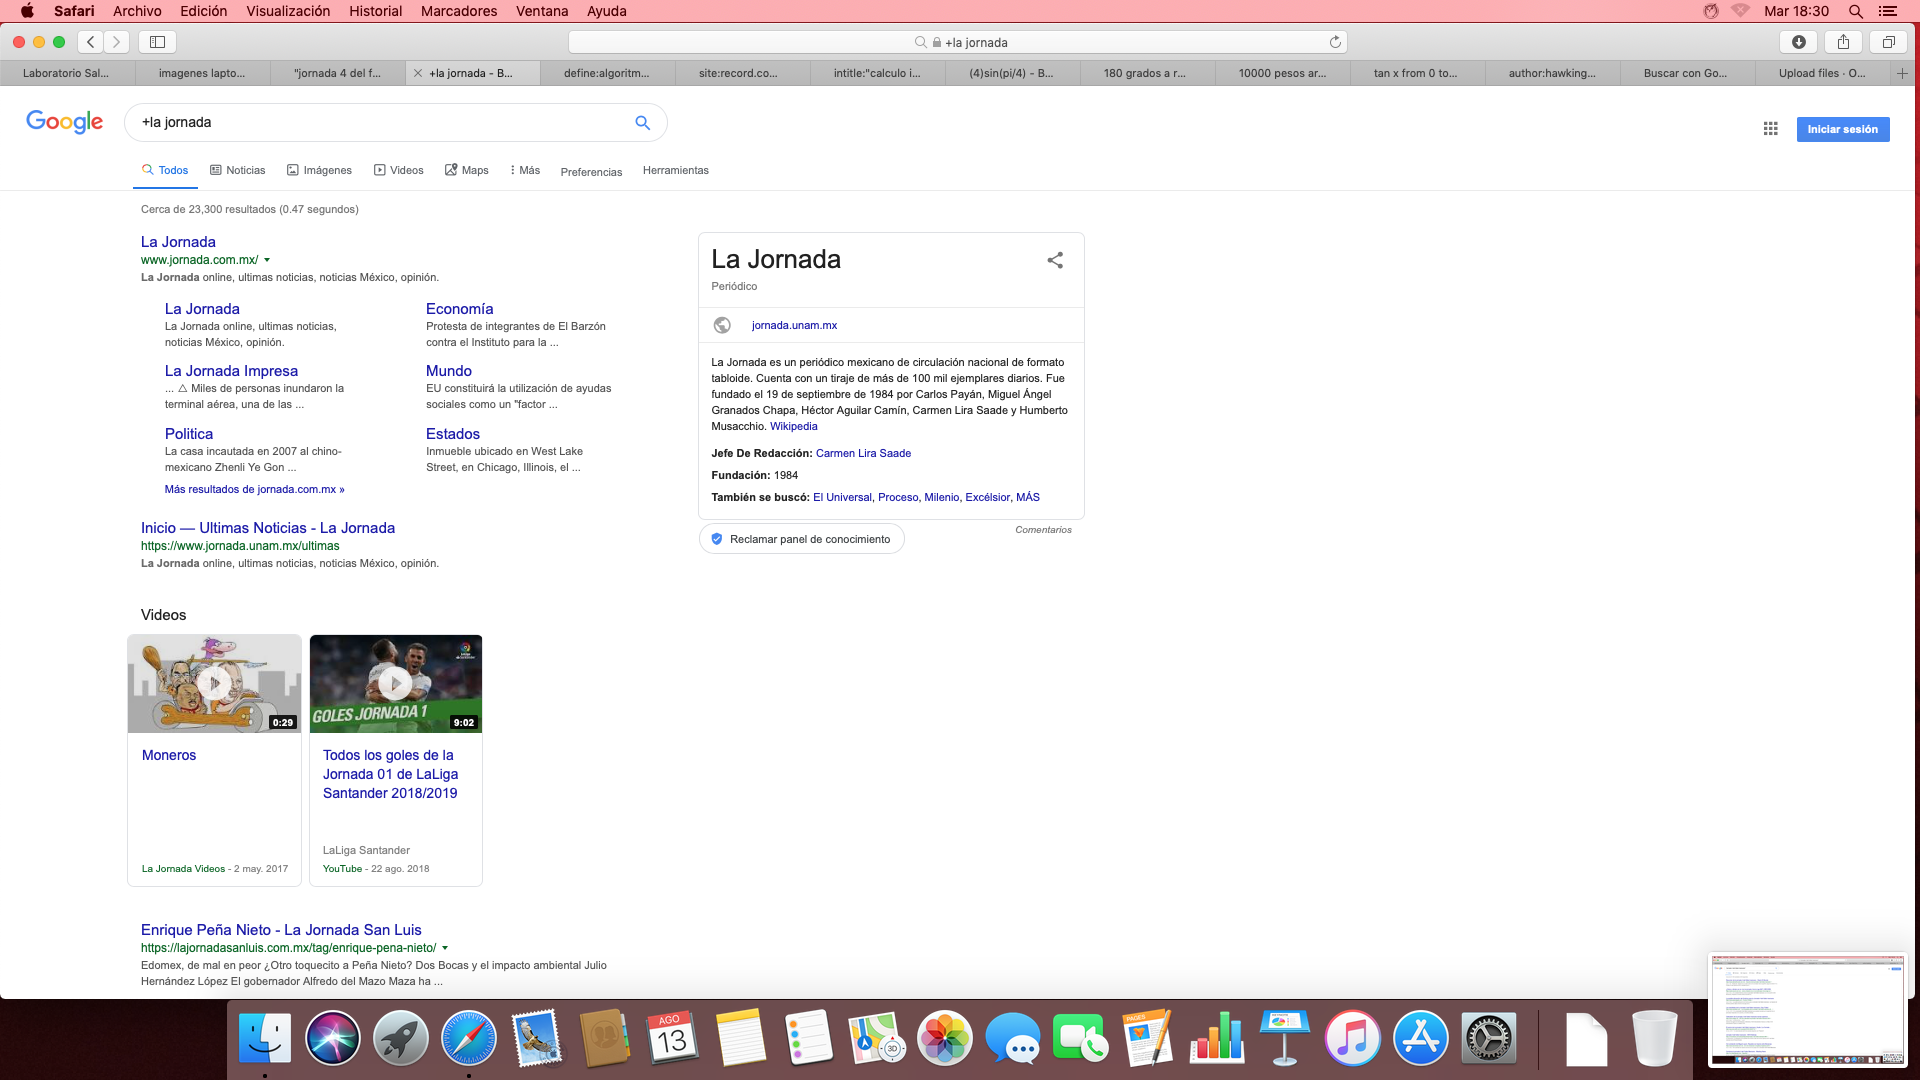 Safari Archivo Edición Visualización Historial Marcadores Ventana Ayuda Mar 18:30
+la jornada
Laboratorio Sal... imagenes lapto... "jornada 4 del f... +la jornada - B... define:algoritm... site:record.co... intitle:"calculo i... (4)sin(pi/4) - B... 180 grados a r... 10000 pesos ar... tan x from 0 to... author:hawking... Buscar con Go... Upload files · O...
Google +la jornada
Iniciar sesión
Todos Noticias Imágenes Videos Maps Más Preferencias Herramientas
Cerca de 23,300 resultados (0.47 segundos)
La Jornada
www.jornada.com.mx/
La Jornada online, ultimas noticias, noticias México, opinión.
La Jornada
La Jornada online, ultimas noticias,
noticias México, opinión.
Economía
Protesta de integrantes de El Barzón
contra el Instituto para la ...
La Jornada Impresa
... △ Miles de personas inundaron la
terminal aérea, una de las ...
Mundo
EU constituirá la utilización de ayudas
sociales como un "factor ...
Politica
La casa incautada en 2007 al chino-
mexicano Zhenli Ye Gon ...
Estados
Inmueble ubicado en West Lake
Street, en Chicago, Illinois, el ...
Más resultados de jornada.com.mx »
Inicio — Ultimas Noticias - La Jornada
https://www.jornada.unam.mx/ultimas
La Jornada online, ultimas noticias, noticias México, opinión.
Videos
GOLES JORNADA 1
0:29
9:02
Moneros
La Jornada Videos - 2 may. 2017
Todos los goles de la
Jornada 01 de LaLiga
Santander 2018/2019
LaLiga Santander
YouTube - 22 ago. 2018
Enrique Peña Nieto - La Jornada San Luis
https://lajornadasanluis.com.mx/tag/enrique-pena-nieto/
Edomex, de mal en peor ¿Otro toquecito a Peña Nieto? Dos Bocas y el impacto ambiental Julio
Hernández López El gobernador Alfredo del Mazo Maza ha ...
La Jornada
Periódico
jornada.unam.mx
La Jornada es un periódico mexicano de circulación nacional de formato
tabloide. Cuenta con un tiraje de más de 100 mil ejemplares diarios. Fue
fundado el 19 de septiembre de 1984 por Carlos Payán, Miguel Ángel
Granados Chapa, Héctor Aguilar Camín, Carmen Lira Saade y Humberto
Musacchio. Wikipedia
Jefe De Redacción: Carmen Lira Saade
Fundación: 1984
También se buscó: El Universal, Proceso, Milenio, Excélsior, MÁS
Comentarios
Reclamar panel de conocimiento
AGO
13
PAGES
3D